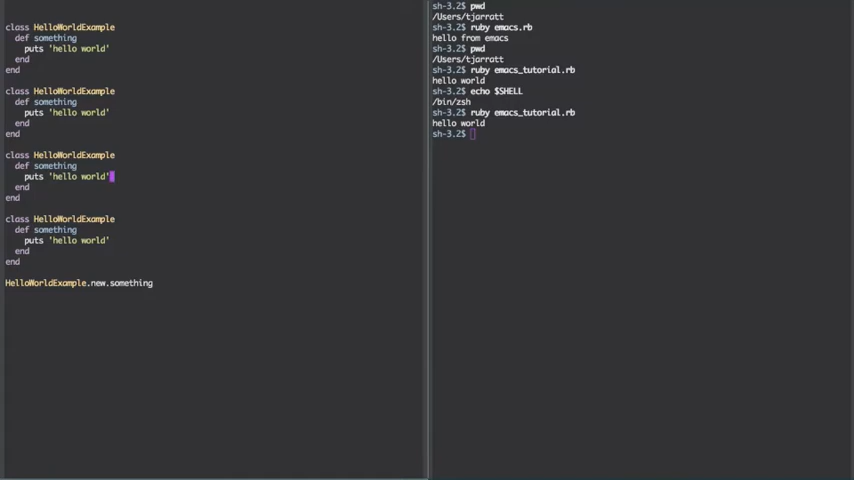 class HelloWorldExample
  def something
    puts 'hello world'
  end
end
class HelloWorldExample
  def something
    puts 'hello world'
  end
end
class HelloWorldExample
  def something
    puts 'hello world'
  end
end
class HelloWorldExample
  def something
    puts 'hello world'
  end
end
HelloWorldExample.new.something
sh-3.2$ pwd
/Users/tjarratt
sh-3.2$ ruby emacs.rb
hello from emacs
sh-3.2$ pwd
/Users/tjarratt
sh-3.2$ ruby emacs_tutorial.rb
hello world
sh-3.2$ echo $SHELL
/bin/zsh
sh-3.2$ ruby emacs_tutorial.rb
hello world
sh-3.2$